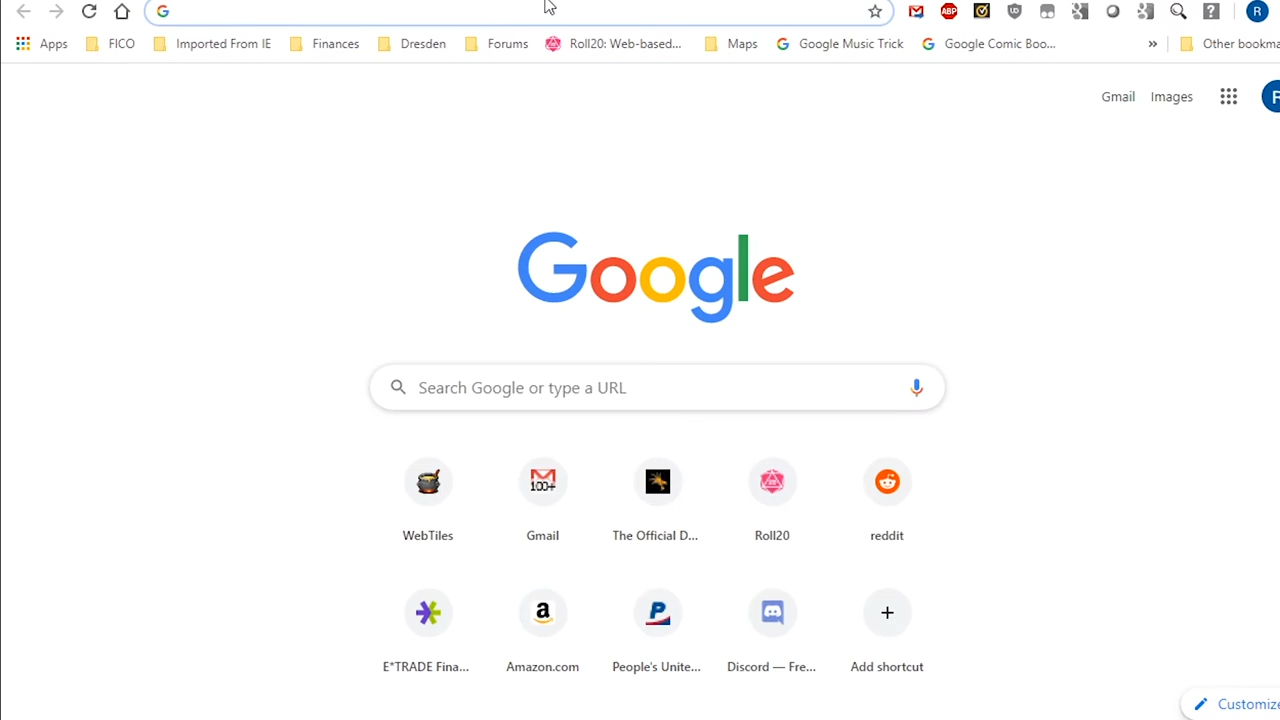 Apps FICO Imported From IE Finances Dresden Forums Roll20: Web-based... Maps Google Music Trick Google Comic Boo... » Other bookma
Gmail Images
Google
Search Google or type a URL
WebTiles Gmail The Official D... Roll20 reddit
E*TRADE Fina... Amazon.com People's Unite... Discord — Fre... Add shortcut
Customize